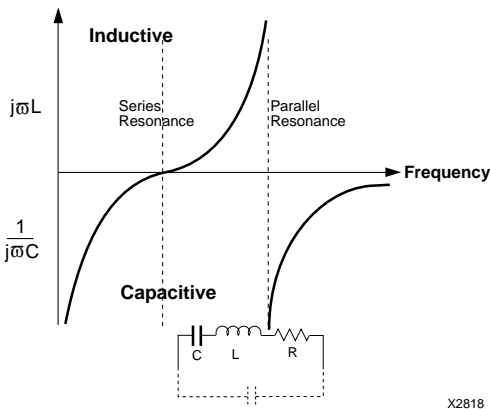 Inductive
jϖL
Series
Resonance
Parallel
Resonance
Frequency
1
jϖC
Capacitive
C
L
R
X2818